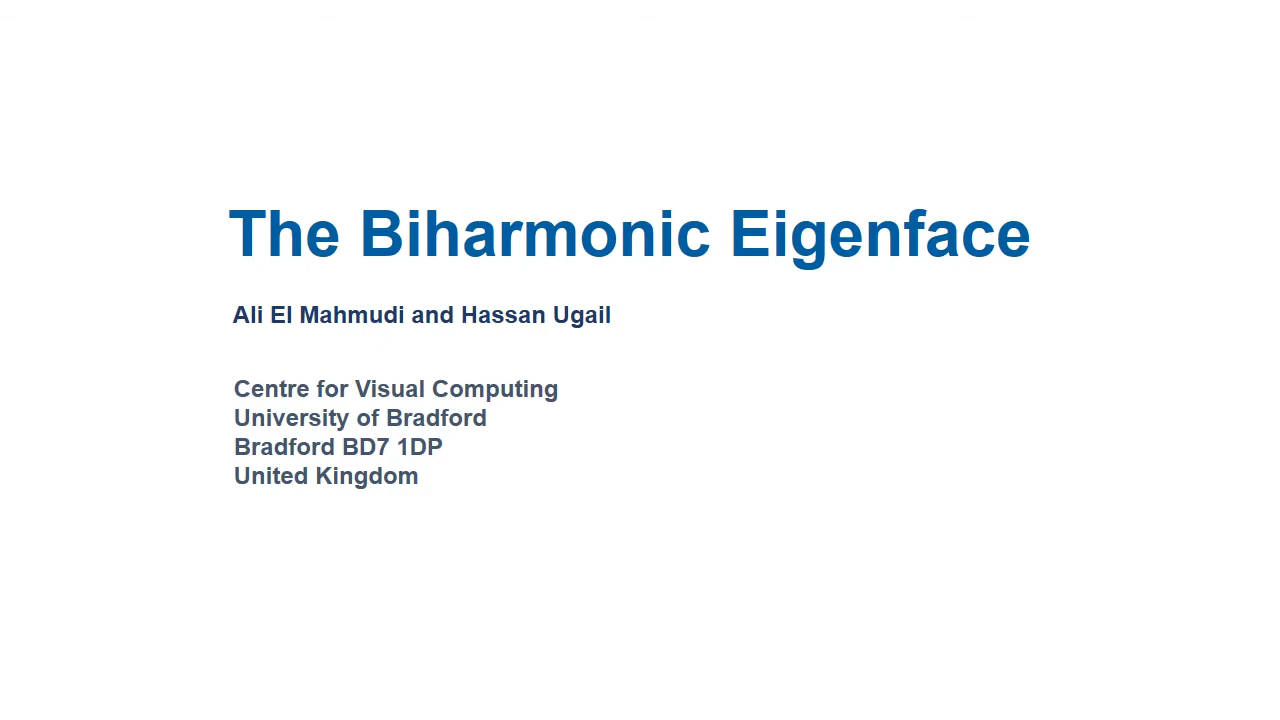 The Biharmonic Eigenface
Ali El Mahmudi and Hassan Ugail
Centre for Visual Computing
University of Bradford
Bradford BD7 1DP
United Kingdom